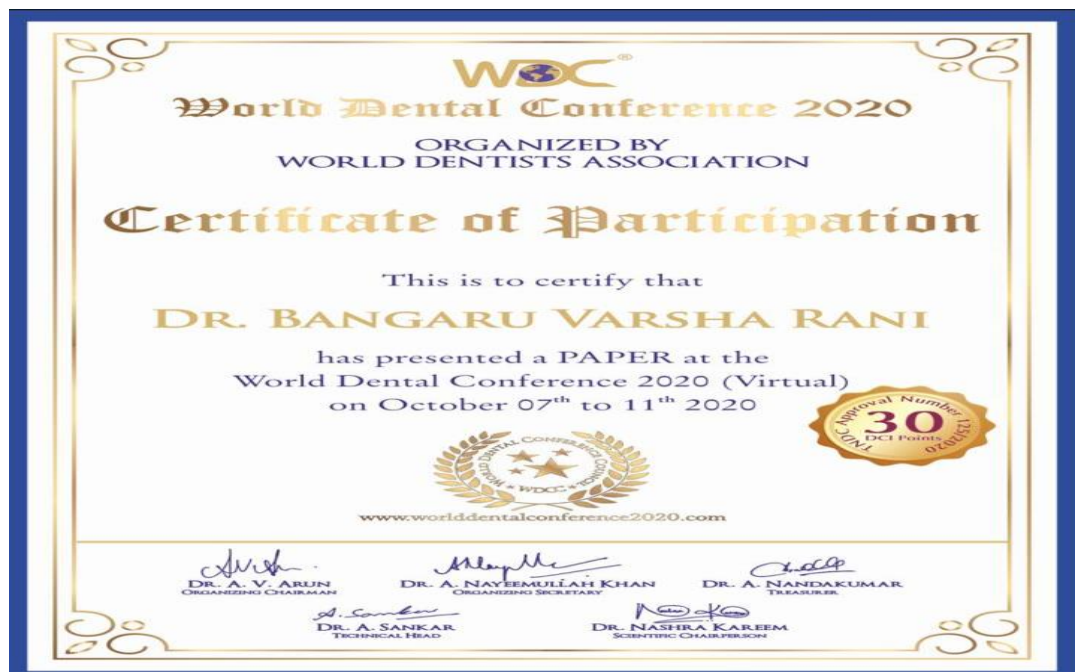 WDC®
World Dental Conference 2020
ORGANIZED BY
WORLD DENTISTS ASSOCIATION
Certificate of Participation
This is to certify that
DR. BANGARU VARSHA RANI
has presented a PAPER at the
World Dental Conference 2020 (Virtual)
on October 07th to 11th 2020
TNDC Approval Number 125/2020
30
DCI Points
WORLD DENTAL CONFERENCE COUNCIL
WDCC
www.worlddentalconference2020.com
DR. A. V. ARUN
ORGANIZING CHAIRMAN
DR. A. NAYEEMULLAH KHAN
ORGANIZING SECRETARY
DR. A. NANDAKUMAR
TREASURER
A. Sankar
DR. A. SANKAR
TECHNICAL HEAD
DR. NASHRA KAREEM
SCIENTIFIC CHAIRPERSON